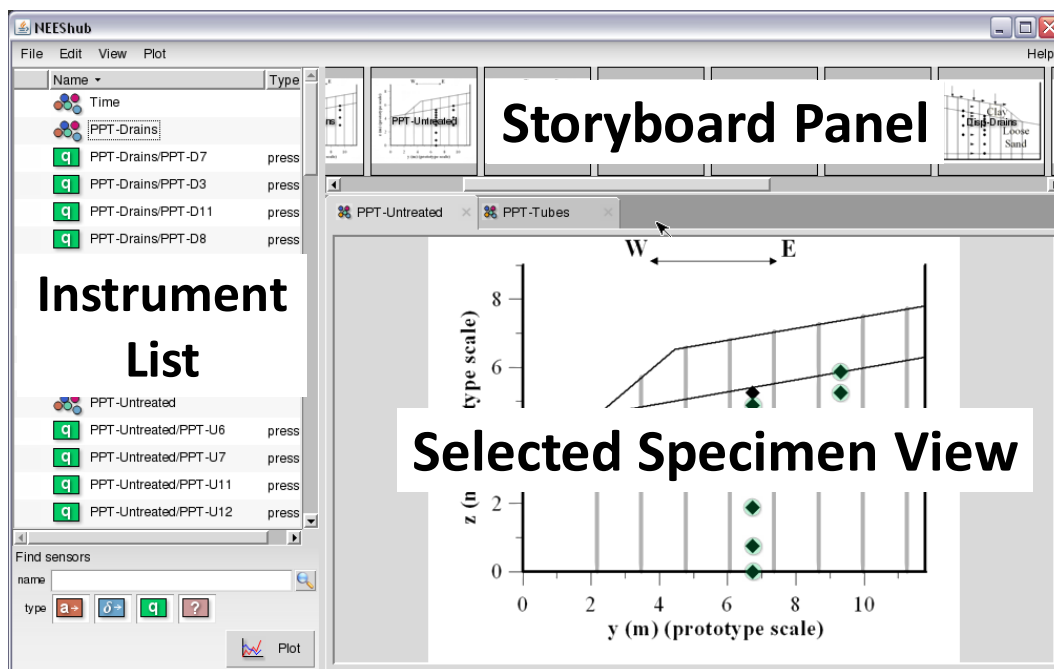 NEEShub
File Edit View Plot Help
Name Type
Time
PPT-Drains
PPT-Drains/PPT-D7 press
PPT-Drains/PPT-D3 press
PPT-Drains/PPT-D11 press
PPT-Drains/PPT-D8 press
Instrument
List
PPT-Untreated
PPT-Untreated/PPT-U6 press
PPT-Untreated/PPT-U7 press
PPT-Untreated/PPT-U11 press
PPT-Untreated/PPT-U12 press
Find sensors
name
type a δ q ?
Plot
PPT-Untreated
Storyboard Panel
Clay
Disp-Drains
Loose
Sand
PPT-Untreated PPT-Tubes
W E
8
6
2
0
type scale)
Selected Specimen View
z (n
0 2 4 6 8 10
y (m) (prototype scale)